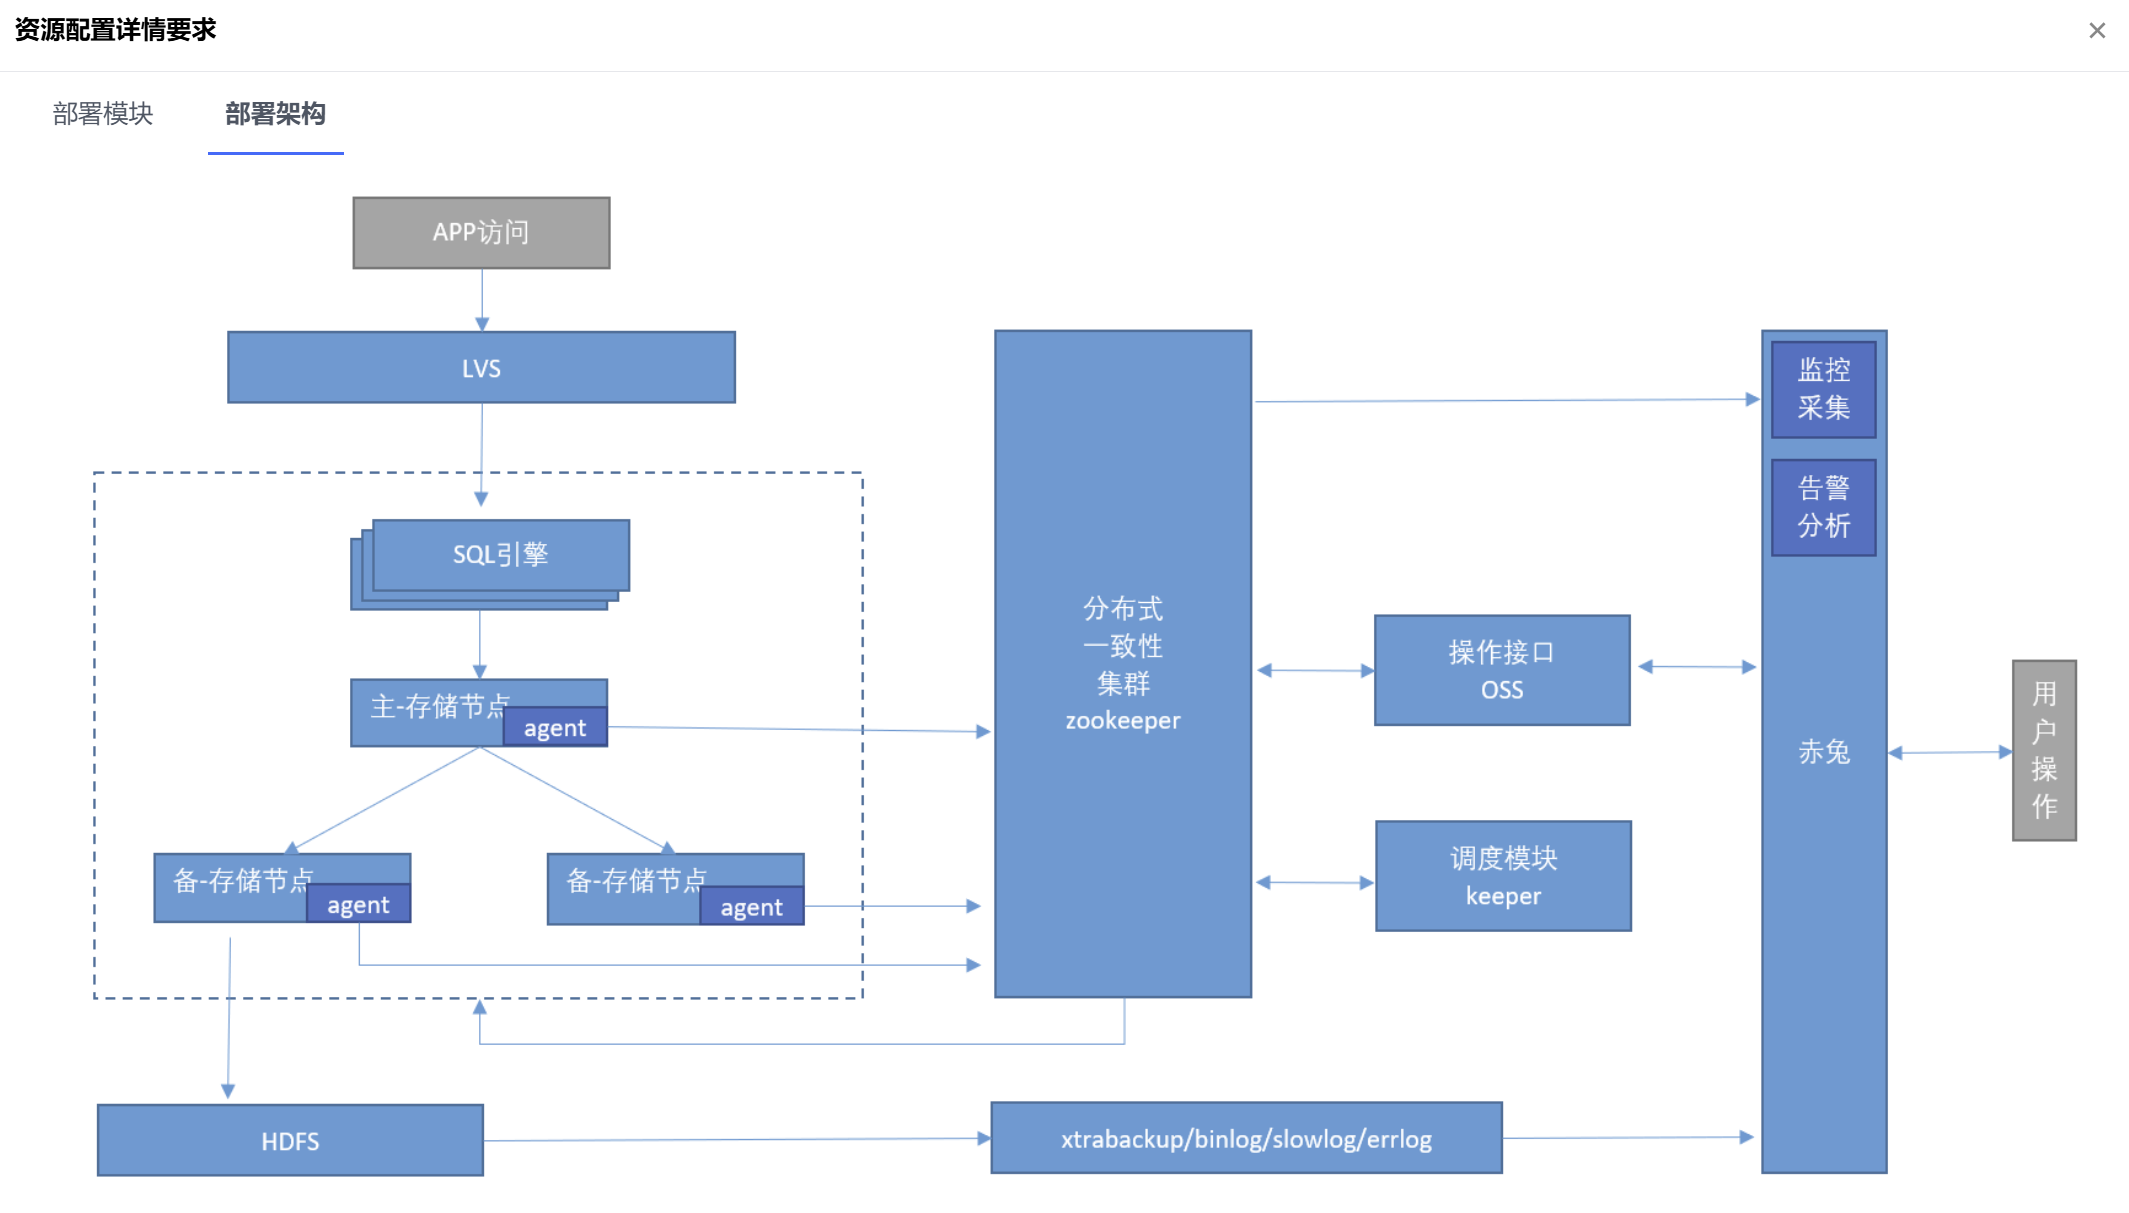 资源配置详情要求
部署模块
部署架构
APP访问
LVS
SQL引擎
主-存储节点
agent
备-存储节点
agent
备-存储节点
agent
HDFS
分布式
一致性
集群
zookeeper
操作接口
OSS
调度模块
keeper
xtrabackup/binlog/slowlog/errlog
监控
采集
告警
分析
赤兔
用
户
操
作